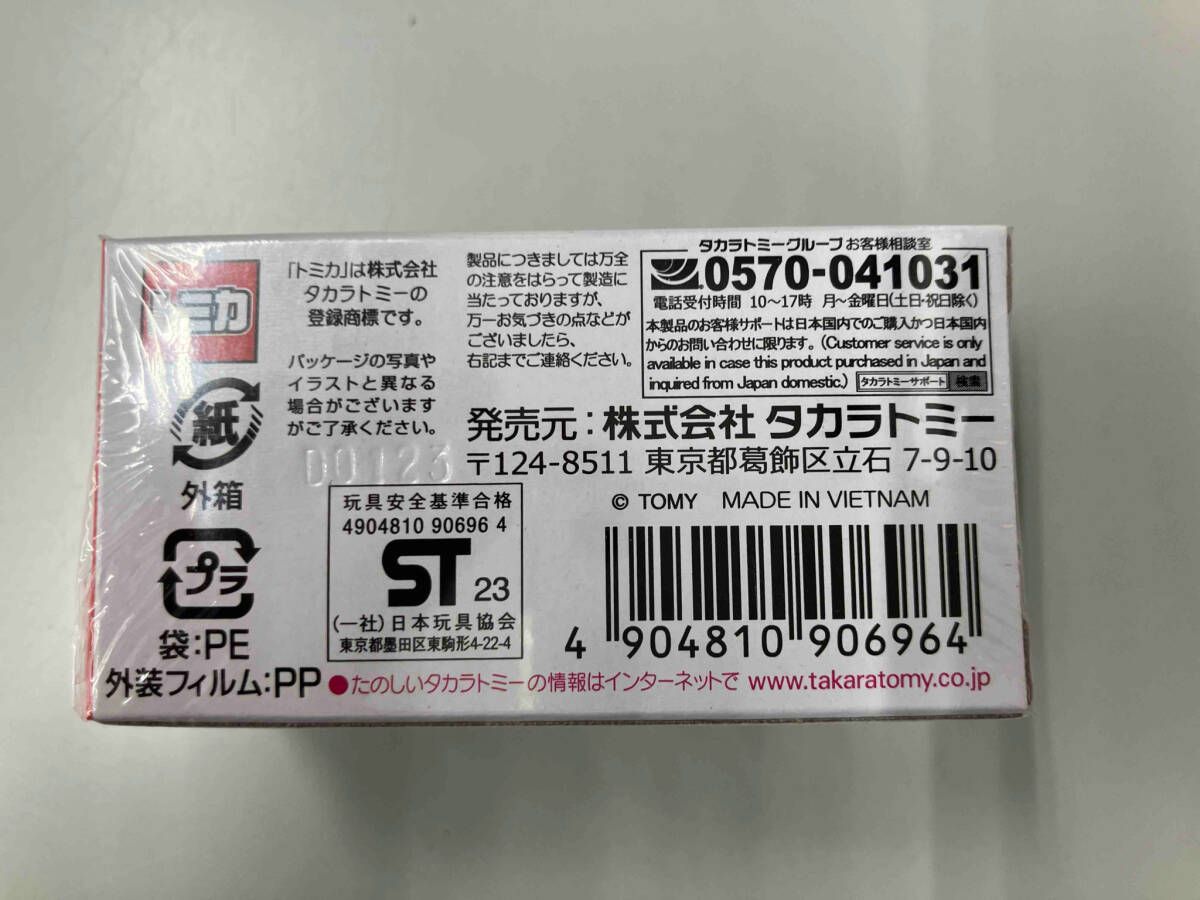 トミカ
「トミカ」は株式会社
タカラトミーの
登録商標です。
パッケージの写真や
イラストと異なる
場合がございます
がご了承ください。
製品につきましては万全
の注意をはらって製造に
当たっておりますが、
万一お気づきの点などが
ございましたら、
右記までご連絡ください。
タカラトミーグループお客様相談室
0570-041031
電話受付時間 10〜17時 月〜金曜日(土日・祝日除く)
本製品のお客様サポートは日本国内でのご購入かつ日本国内
からのお問い合わせに限ります。(Customer service is only
available in case this product purchased in Japan and
inquired from Japan domestic.) タカラトミーサポート 検索
発売元:株式会社 タカラトミー
〒124-8511 東京都葛飾区立石 7-9-10
© TOMY MADE IN VIETNAM
紙
外箱
プラ
袋:PE
外装フィルム:PP
D0123
玩具安全基準合格
4904810 90696 4
ST 23
(一社)日本玩具協会
東京都墨田区東駒形4-22-4
4 904810 906964
●たのしいタカラトミーの情報はインターネットで www.takaratomy.co.jp